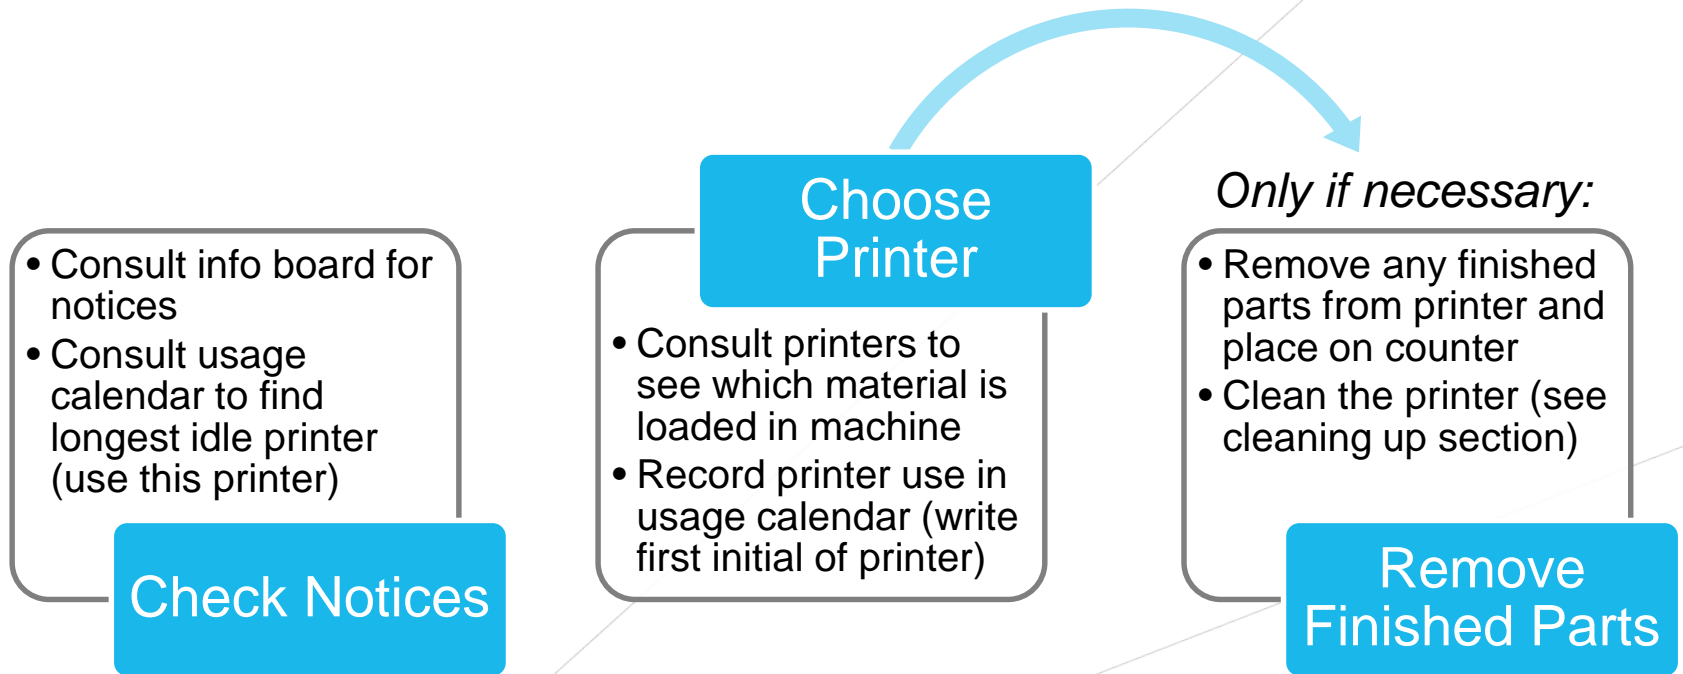 • Consult info board for
notices
• Consult usage
calendar to find
longest idle printer
(use this printer)
Check Notices
Choose
Printer
• Consult printers to
see which material is
loaded in machine
• Record printer use in
usage calendar (write
first initial of printer)
Only if necessary:
• Remove any finished
parts from printer and
place on counter
• Clean the printer (see
cleaning up section)
Remove
Finished Parts